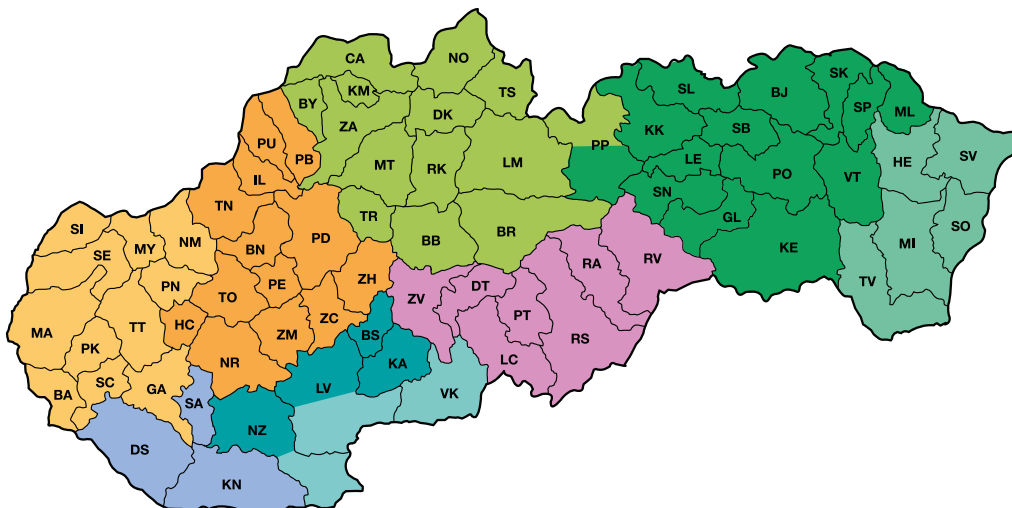 CA
NO
KM
TS
BY
ZA
DK
SL
BJ
SK
SP
ML
PU
PB
PP
KK
SB
IL
MT
RK
LM
LE
PO
VT
HE
SV
TN
TR
SN
GL
KE
MI
SO
SI
MY
NM
BN
PD
BB
BR
SE
PN
TO
PE
ZH
ZV
DT
RA
RV
TV
MA
TT
HC
ZM
ZC
BS
PT
RS
PK
NR
KA
LC
BA
SC
GA
SA
LV
VK
NZ
DS
KN